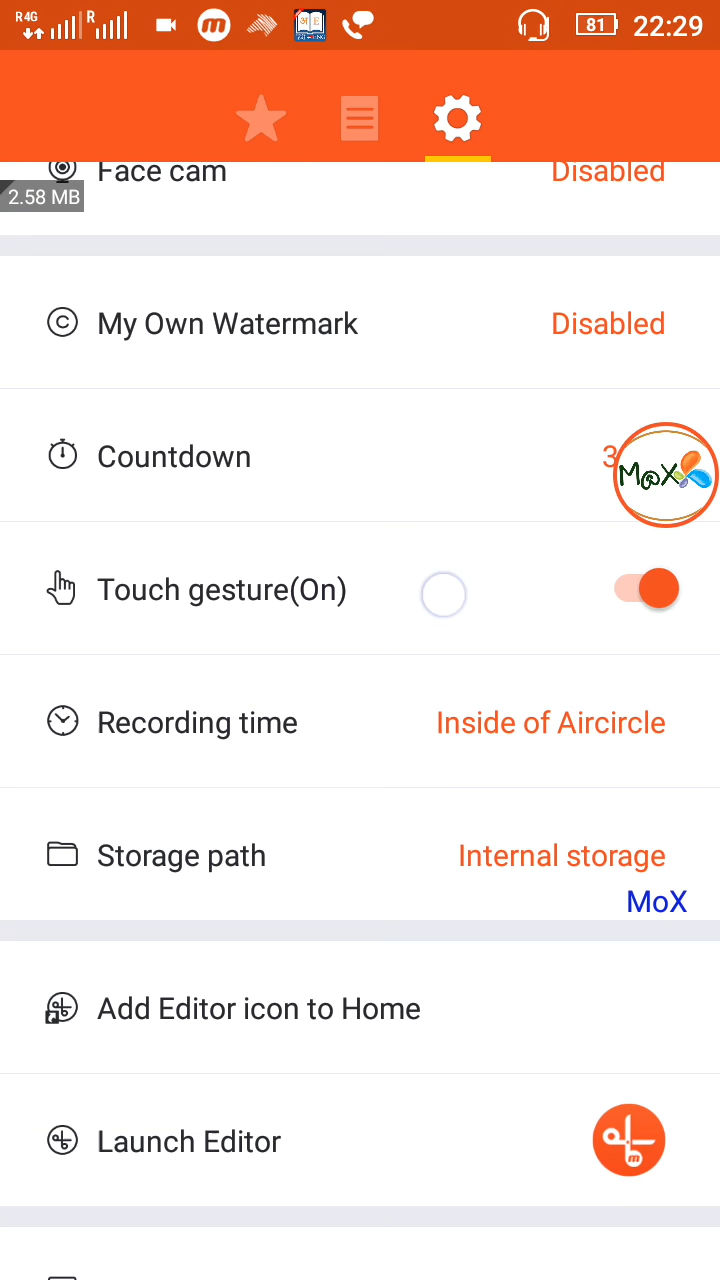 R4G R 81 22:29
Face cam Disabled
2.58 MB
My Own Watermark Disabled
Countdown 3
M@X
Touch gesture(On)
Recording time Inside of Aircircle
Storage path Internal storage
MoX
Add Editor icon to Home
Launch Editor